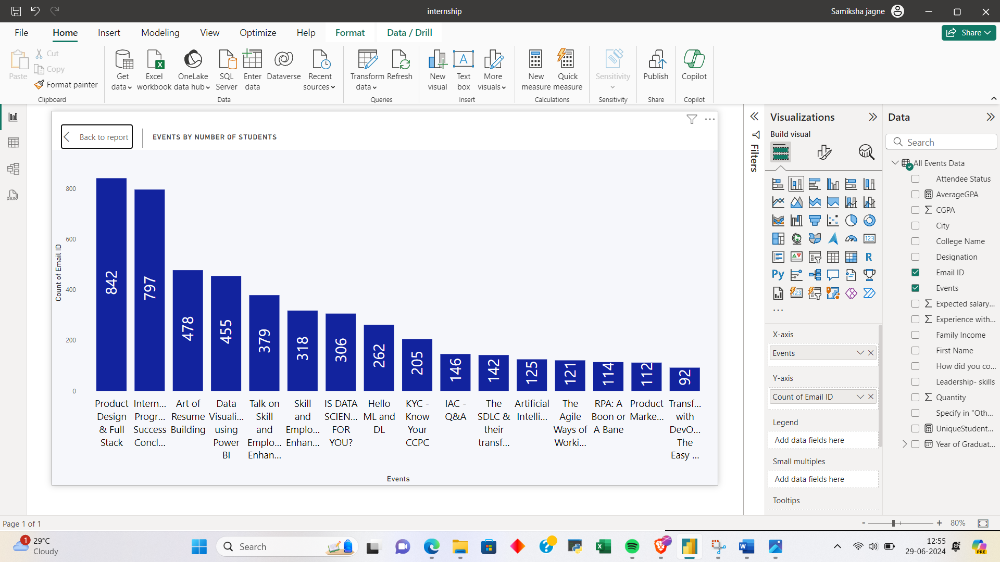 internship
Samiksha jagne
File Home Insert Modeling View Optimize Help Format Data / Drill
Share
Paste
Cut
Copy
Format painter
Clipboard
Get data
Excel workbook
OneLake data hub
SQL Server
Enter data
Dataverse
Recent sources
Data
Transform data
Refresh
Queries
New visual
Text box
More visuals
Insert
New measure
Quick measure
Calculations
Sensitivity
Sensitivity
Publish
Share
Copilot
Copilot
Back to report
EVENTS BY NUMBER OF STUDENTS
Count of Email ID
800
600
400
200
0
842
797
478
455
379
318
306
262
205
146
142
125
121
114
112
92
Product Design & Full Stack
Intern... Progr... Success Concl...
Art of Resume Building
Data Visuali... using Power BI
Talk on Skill and Emplo... Enhan...
Skill and Emplo... Enhan...
IS DATA SCIEN... FOR YOU?
Hello ML and DL
KYC - Know Your CCPC
IAC - Q&A
The SDLC & their transf...
Artificial Intelli...
The Agile Ways of Worki...
RPA: A Boon or A Bane
Product Marke...
Transf... with DevO... The Easy ...
Events
Filters
Visualizations
Build visual
123
R
Py
123
...
X-axis
Events
Y-axis
Count of Email ID
Legend
Add data fields here
Small multiples
Add data fields here
Tooltips
Data
Search
All Events Data
Attendee Status
AverageGPA
CGPA
City
College Name
Designation
Email ID
Events
Expected salary...
Experience with...
Family Income
First Name
How did you co...
Leadership- skills
Quantity
Specify in "Oth...
UniqueStudent...
Year of Graduat...
DAX
Page 1 of 1
- + 80%
1
29°C
Cloudy
Search
12:55
29-06-2024
PRE